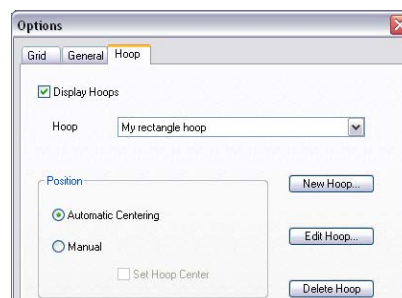 Options
Grid General Hoop
Display Hoops
Hoop My rectangle hoop
Position
New Hoop...
Automatic Centering
Edit Hoop...
Manual
Set Hoop Center
Delete Hoop